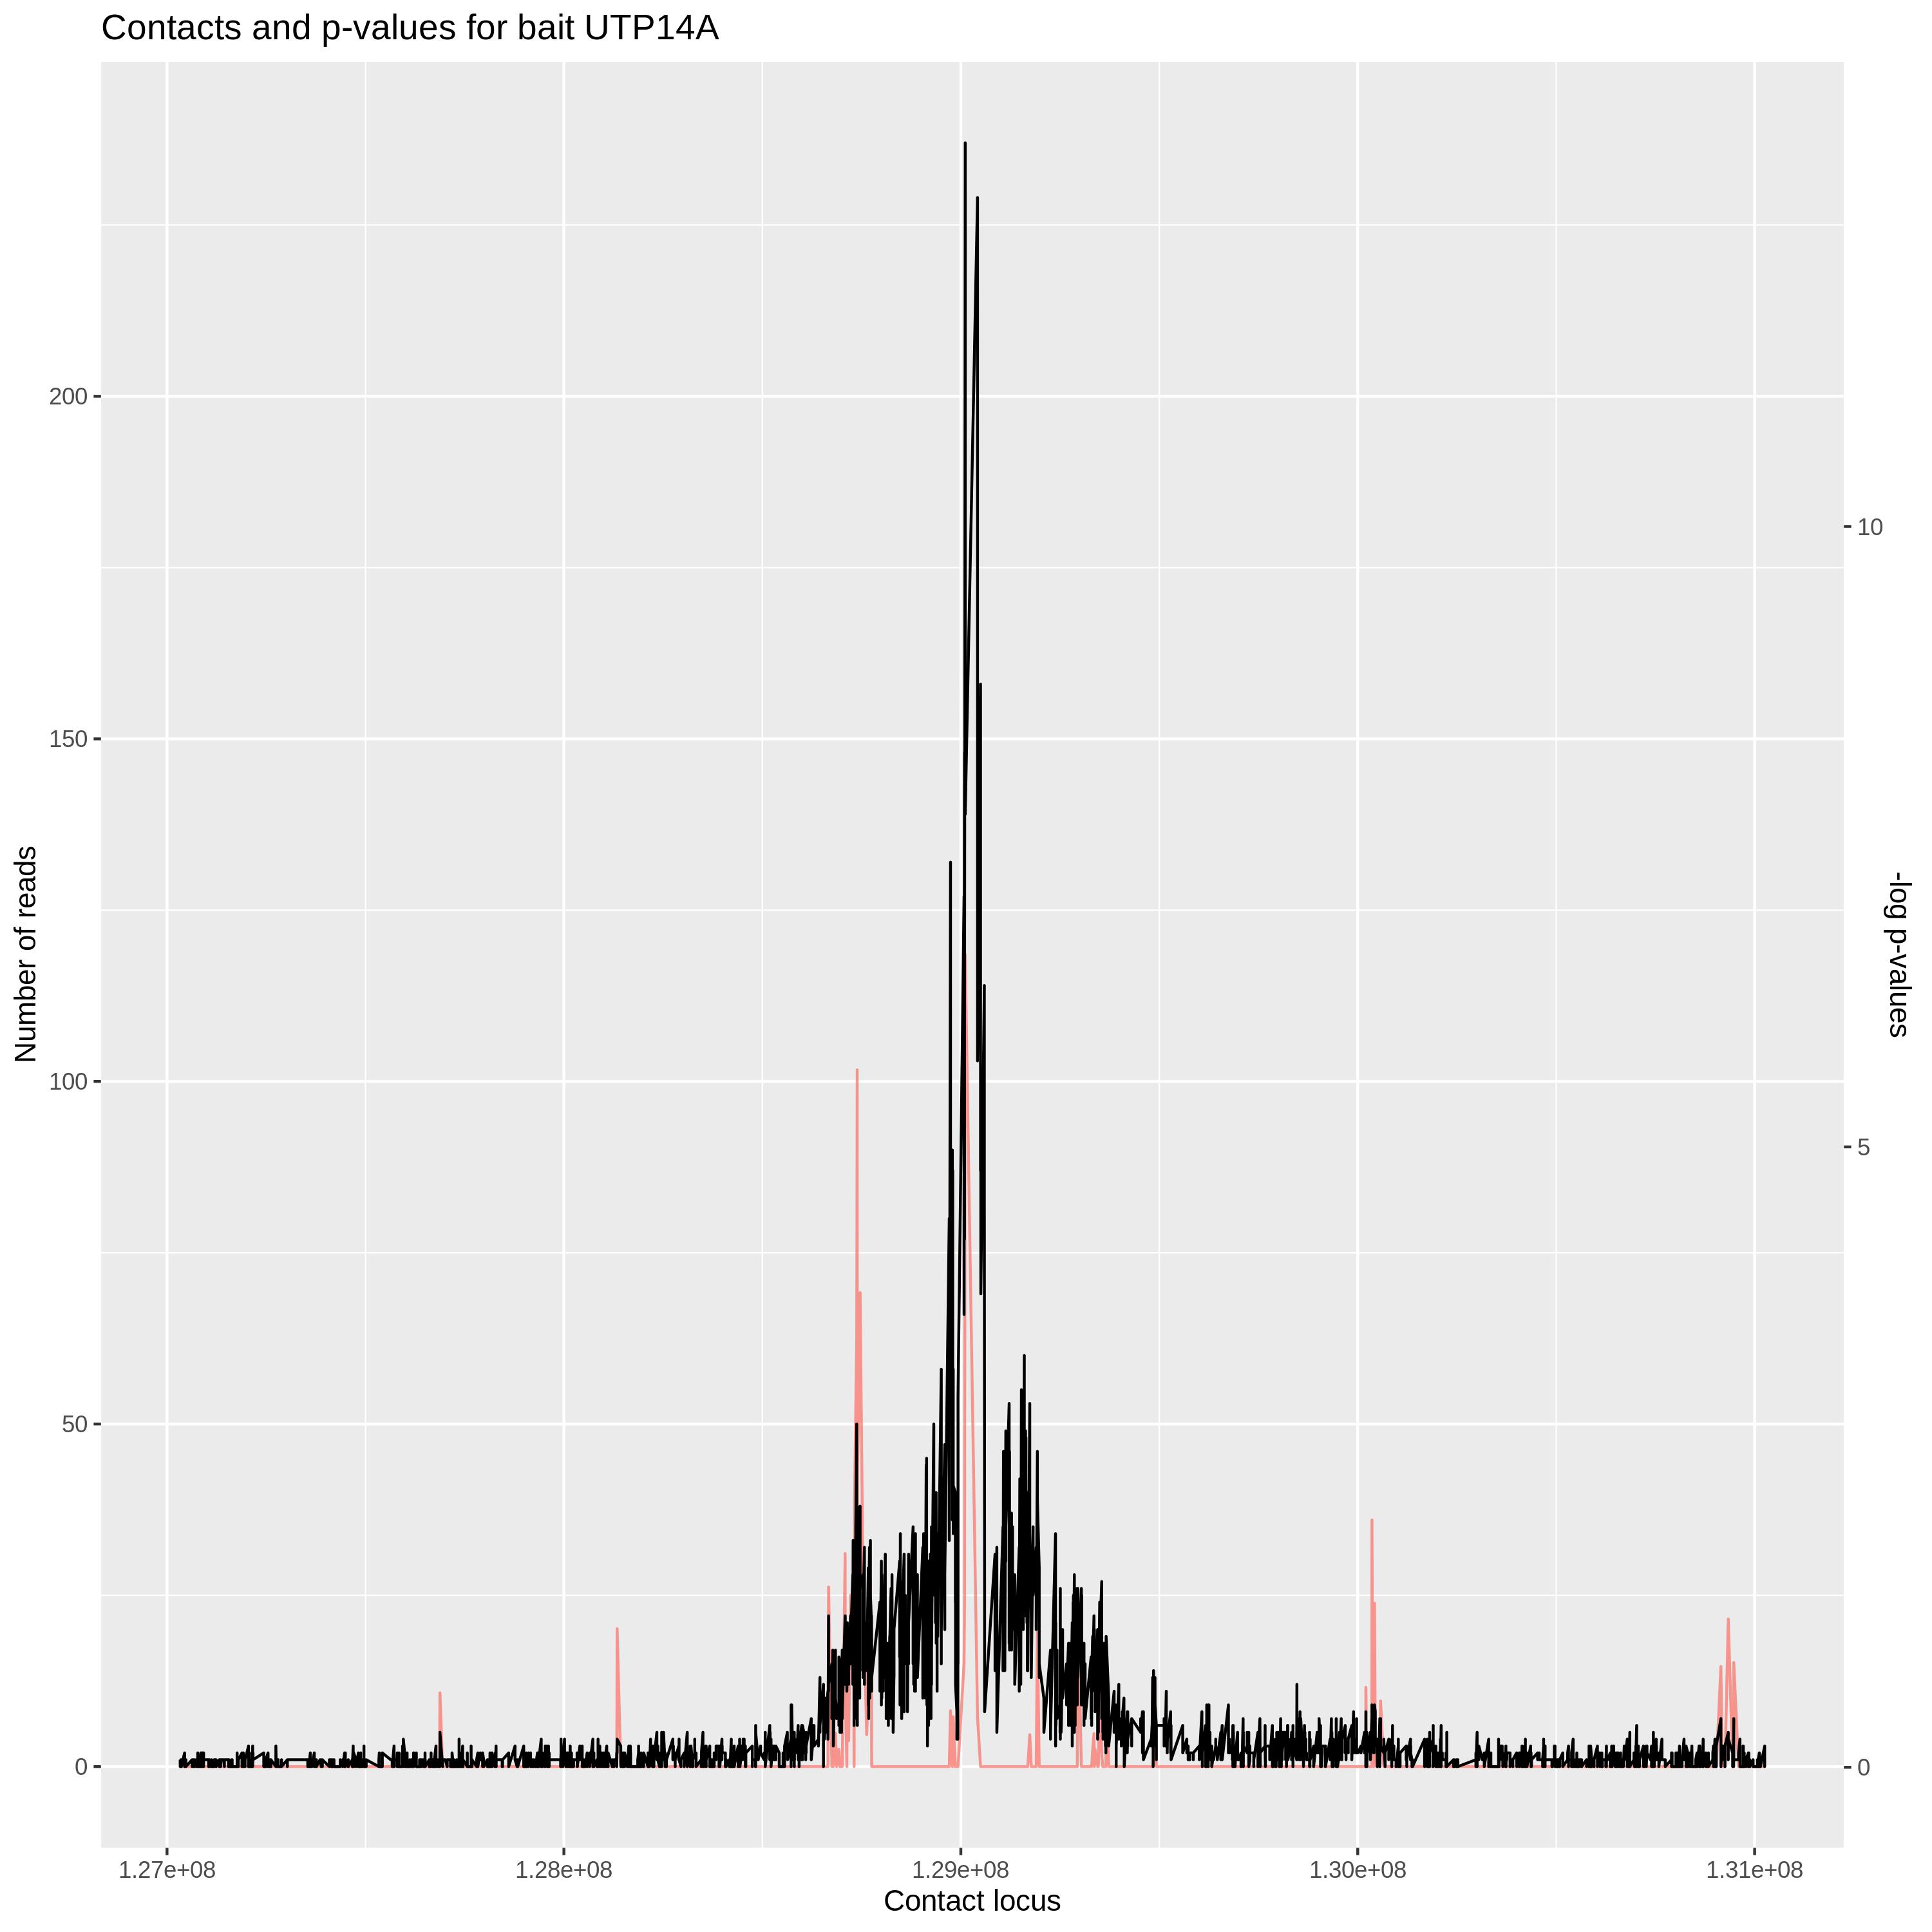 Contacts and p-values for bait UTP14A
Number of reads
200
150
100
50
0
10
5
0
-log p-values
1.27e+08
1.28e+08
1.29e+08
1.30e+08
1.31e+08
Contact locus